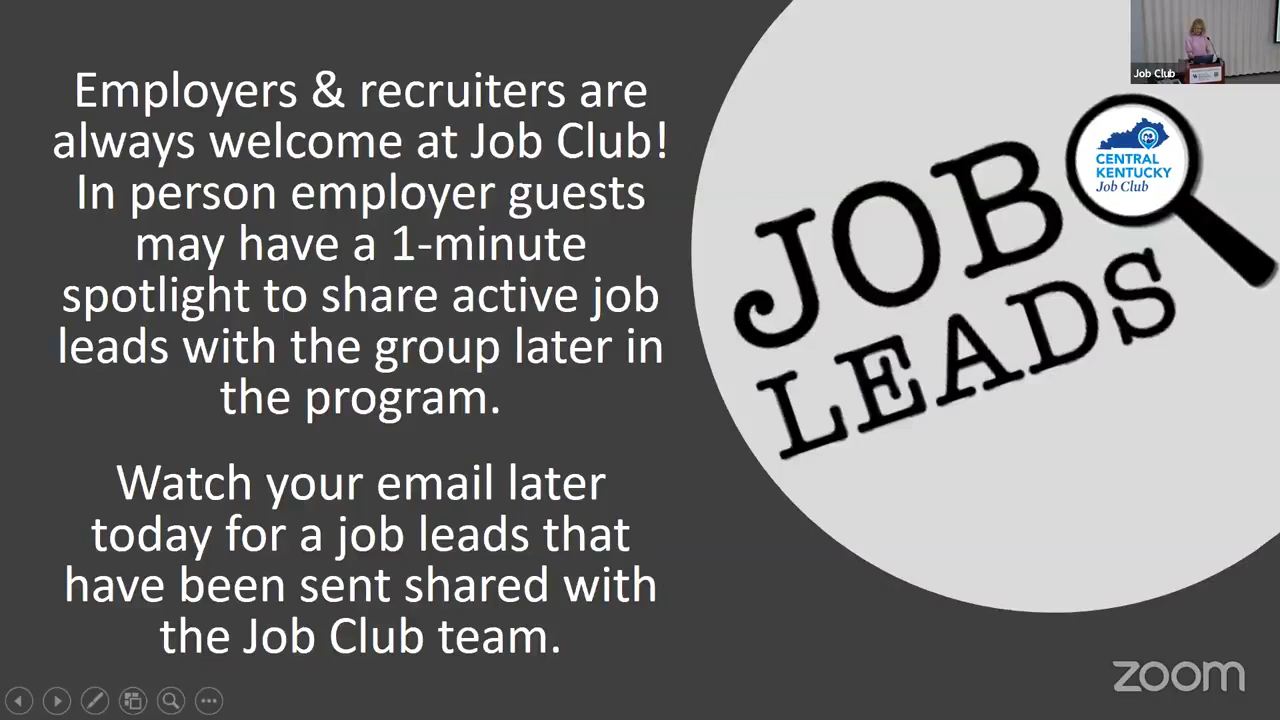 Employers & recruiters are
always welcome at Job Club!
In person employer guests
may have a 1-minute
spotlight to share active job
leads with the group later in
the program.
Watch your email later
today for a job leads that
have been sent shared with
the Job Club team.
Job Club
CENTRAL
KENTUCKY
Job Club
JOB
LEADS
zoom